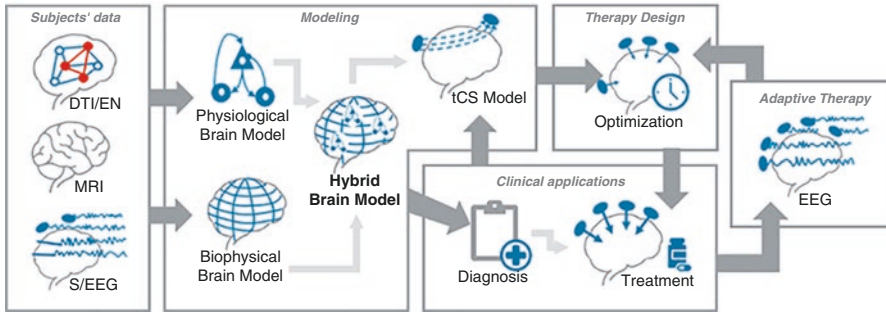 Subjects' data
DTI/EN
MRI
S/EEG
Modeling
Physiological
Brain Model
Biophysical
Brain Model
Hybrid
Brain Model
tCS Model
Therapy Design
Optimization
Clinical applications
Diagnosis
Treatment
Adaptive Therapy
EEG